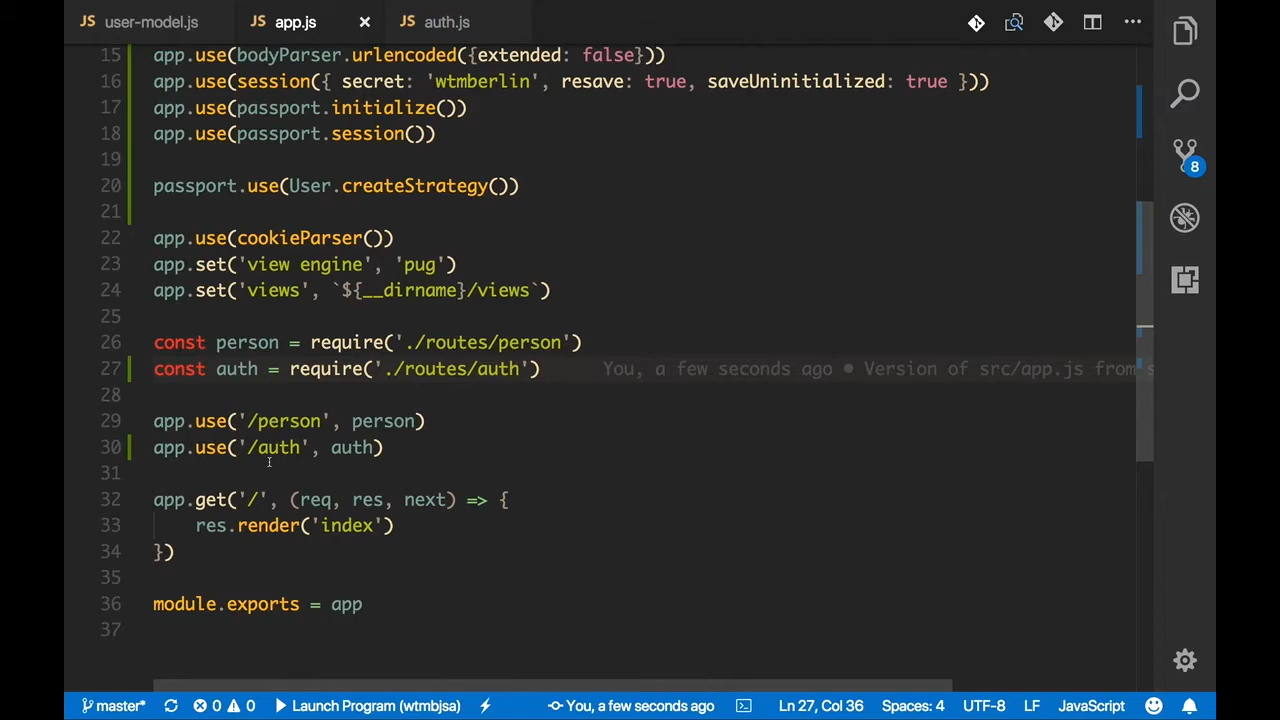 JS user-model.js JS app.js JS auth.js
15 app.use(bodyParser.urlencoded({extended: false}))
16 app.use(session({ secret: 'wtmberlin', resave: true, saveUninitialized: true }))
17 app.use(passport.initialize())
18 app.use(passport.session())
19
20 passport.use(User.createStrategy())
21
22 app.use(cookieParser())
23 app.set('view engine', 'pug')
24 app.set('views', `${__dirname}/views`)
25
26 const person = require('./routes/person')
27 const auth = require('./routes/auth') You, a few seconds ago • Version of src/app.js from
28
29 app.use('/person', person)
30 app.use('/auth', auth)
31
32 app.get('/', (req, res, next) => {
33 res.render('index')
34 })
35
36 module.exports = app
37
8
master* 0 0 Launch Program (wtmbjsa) You, a few seconds ago Ln 27, Col 36 Spaces: 4 UTF-8 LF JavaScript